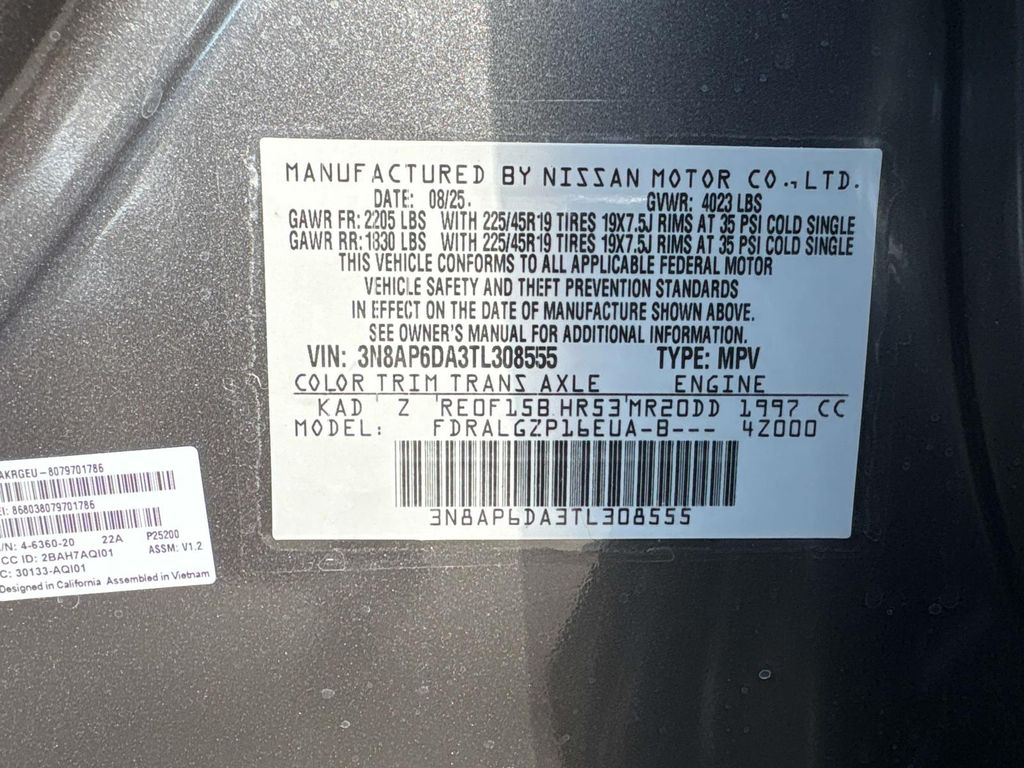 MANUFACTURED BY NISSAN MOTOR CO., LTD.
DATE: 08/25. GVWR: 4023 LBS
GAWR FR: 2205 LBS WITH 225/45R19 TIRES 19X7.5J RIMS AT 35 PSI COLD SINGLE
GAWR RR: 1830 LBS WITH 225/45R19 TIRES 19X7.5J RIMS AT 35 PSI COLD SINGLE
THIS VEHICLE CONFORMS TO ALL APPLICABLE FEDERAL MOTOR
VEHICLE SAFETY AND THEFT PREVENTION STANDARDS
IN EFFECT ON THE DATE OF MANUFACTURE SHOWN ABOVE.
SEE OWNER'S MANUAL FOR ADDITIONAL INFORMATION.
VIN: 3N8AP6DA3TL308555 TYPE: MPV
COLOR TRIM TRANS AXLE ENGINE
KAD Z RE0F15B HR53 MR20DD 1997 CC
MODEL: FDRALGZP16EUA-B--- 4Z000
3N8AP6DA3TL308555
AKRGEU-8079701786
EI: 868038079701786
/N: 4-6360-20 22A P25200
CC ID: 2BAH7AQI01 ASSM: V1.2
C: 30133-AQI01
Designed in California Assembled in Vietnam